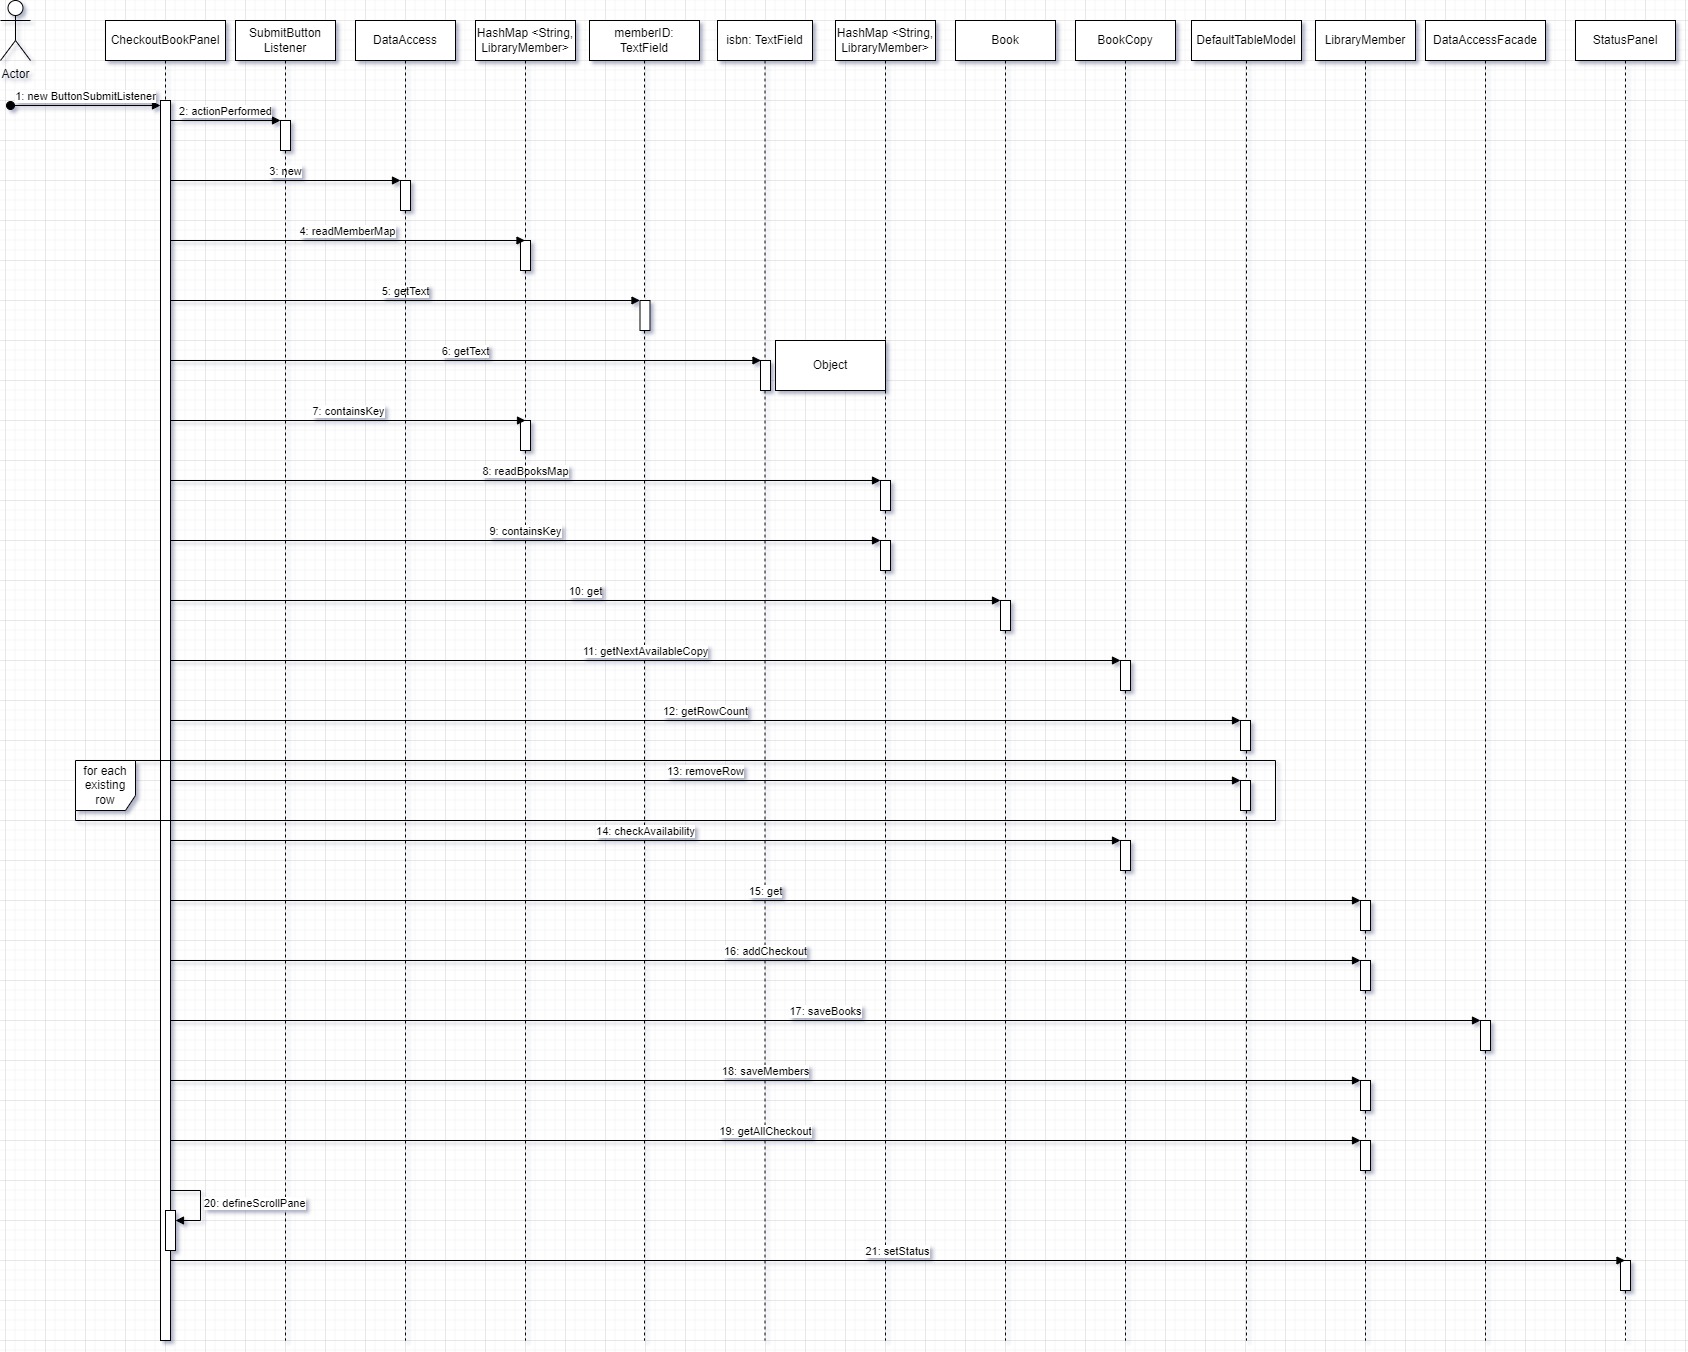 Actor
CheckoutBookPanel
SubmitButton
Listener
DataAccess
HashMap <String,
LibraryMember>
memberID:
TextField
isbn: TextField
HashMap <String,
LibraryMember>
Book
BookCopy
DefaultTableModel
LibraryMember
DataAccessFacade
StatusPanel
1: new ButtonSubmitListener
2: actionPerformed
3: new
4: readMemberMap
5: getText
6: getText
Object
7: containsKey
8: readBooksMap
9: containsKey
10: get
11: getNextAvailableCopy
12: getRowCount
for each
existing
row
13: removeRow
14: checkAvailability
15: get
16: addCheckout
17: saveBooks
18: saveMembers
19: getAllCheckout
20: defineScrollPane
21: setStatus